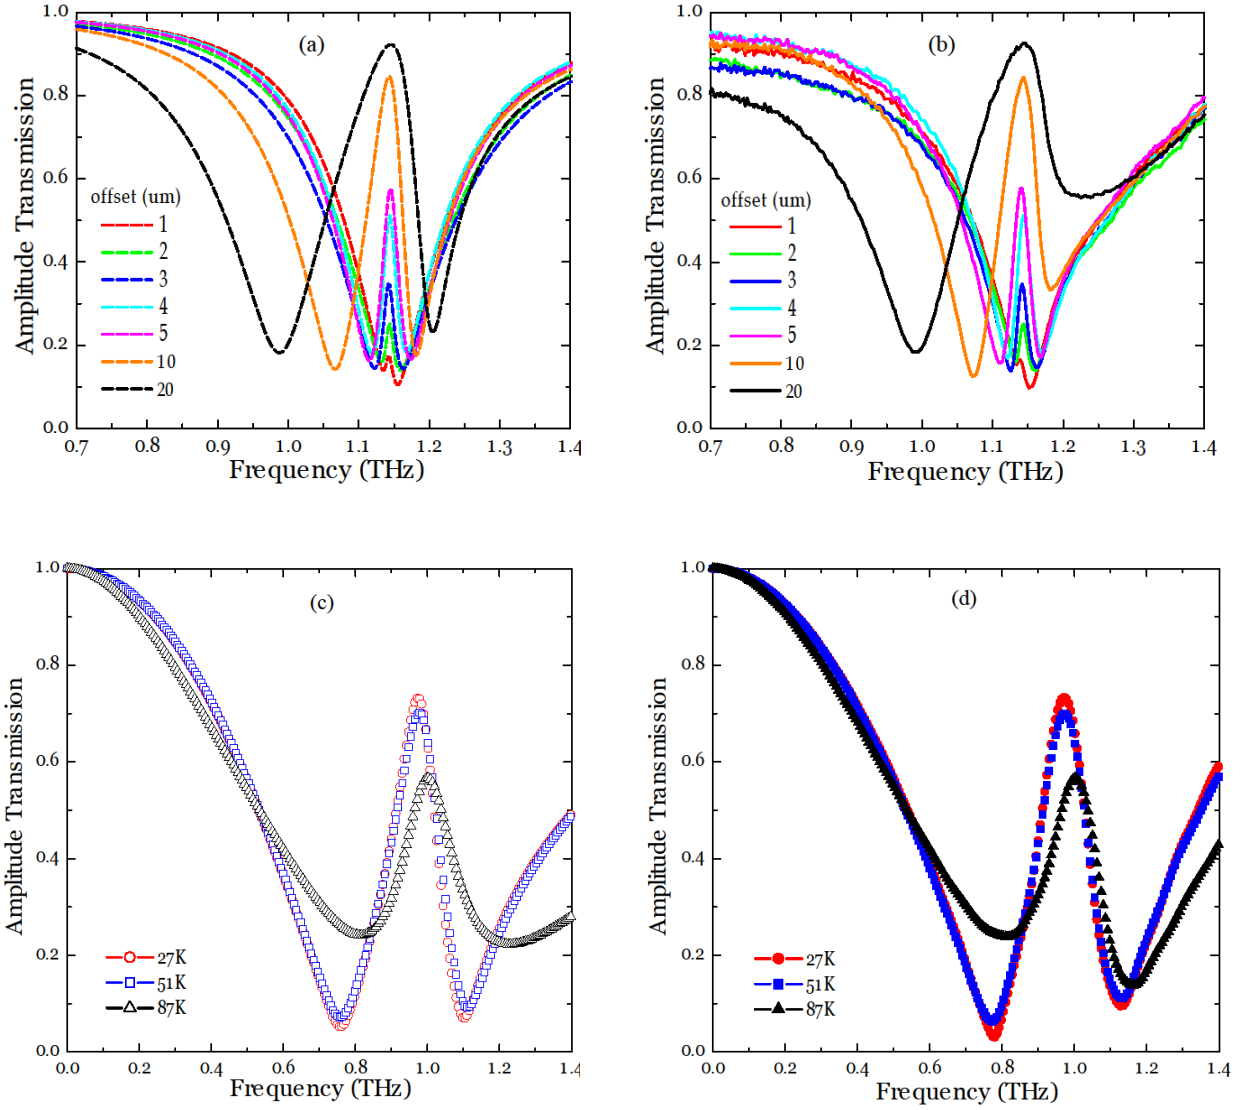 (a)
Amplitude Transmission
1.0
0.8
0.6
0.4
0.2
0.0
offset (um)
1
2
3
4
5
10
20
0.7 0.8 0.9 1.0 1.1 1.2 1.3 1.4
Frequency (THz)
(b)
Amplitude Transmission
1.0
0.8
0.6
0.4
0.2
0.0
offset (um)
1
2
3
4
5
10
20
0.7 0.8 0.9 1.0 1.1 1.2 1.3 1.4
Frequency (THz)
(c)
Amplitude Transmission
1.0
0.8
0.6
0.4
0.2
0.0
27K
51K
87K
0.0 0.2 0.4 0.6 0.8 1.0 1.2 1.4
Frequency (THz)
(d)
Amplitude Transmission
1.0
0.8
0.6
0.4
0.2
0.0
27K
51K
87K
0.0 0.2 0.4 0.6 0.8 1.0 1.2 1.4
Frequency (THz)